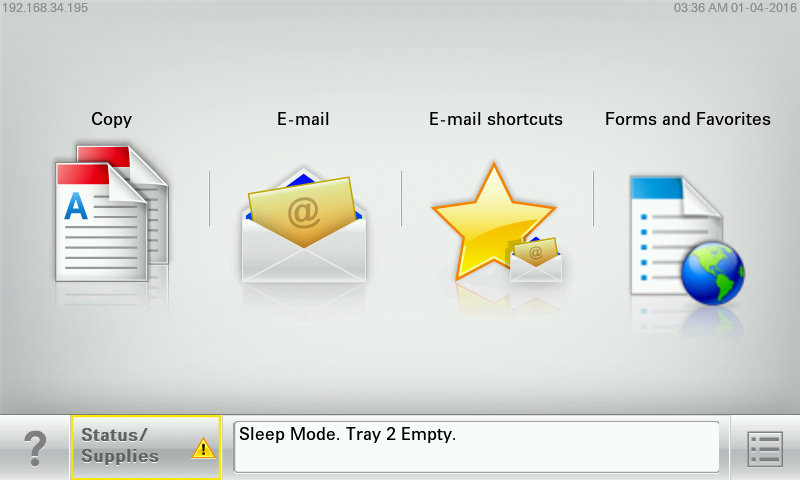 192.168.34.195
03:36 AM 01-04-2016
Copy
E-mail
E-mail shortcuts
Forms and Favorites
A
@
@
?
Status/
Supplies
!
Sleep Mode. Tray 2 Empty.